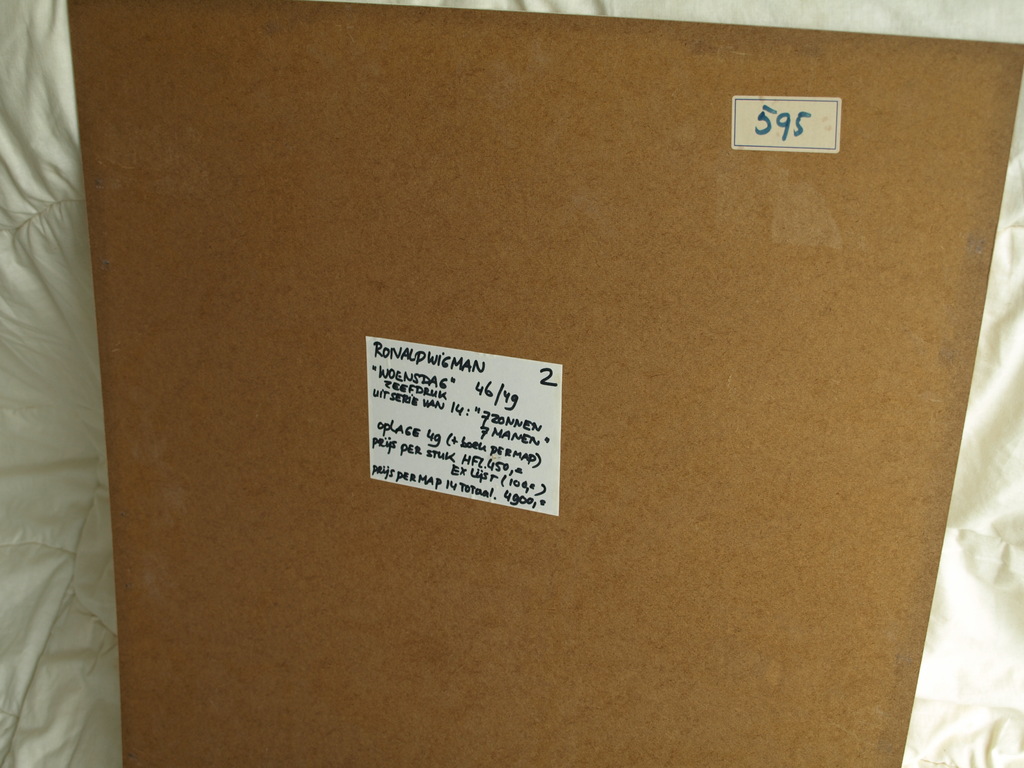 595
RONALD WIGMAN 2
"WOENSDAG" 46/49
ZEEFDRUK
UIT SERIE VAN 14: "7 ZONNEN
7 MANEN"
OPLAGE 49 (+ boek PER MAP)
PRIJS PER STUK HFL. 450,=
EX LIJST (100,=)
PRIJS PER MAP 14 TOTAAL. 4900,=